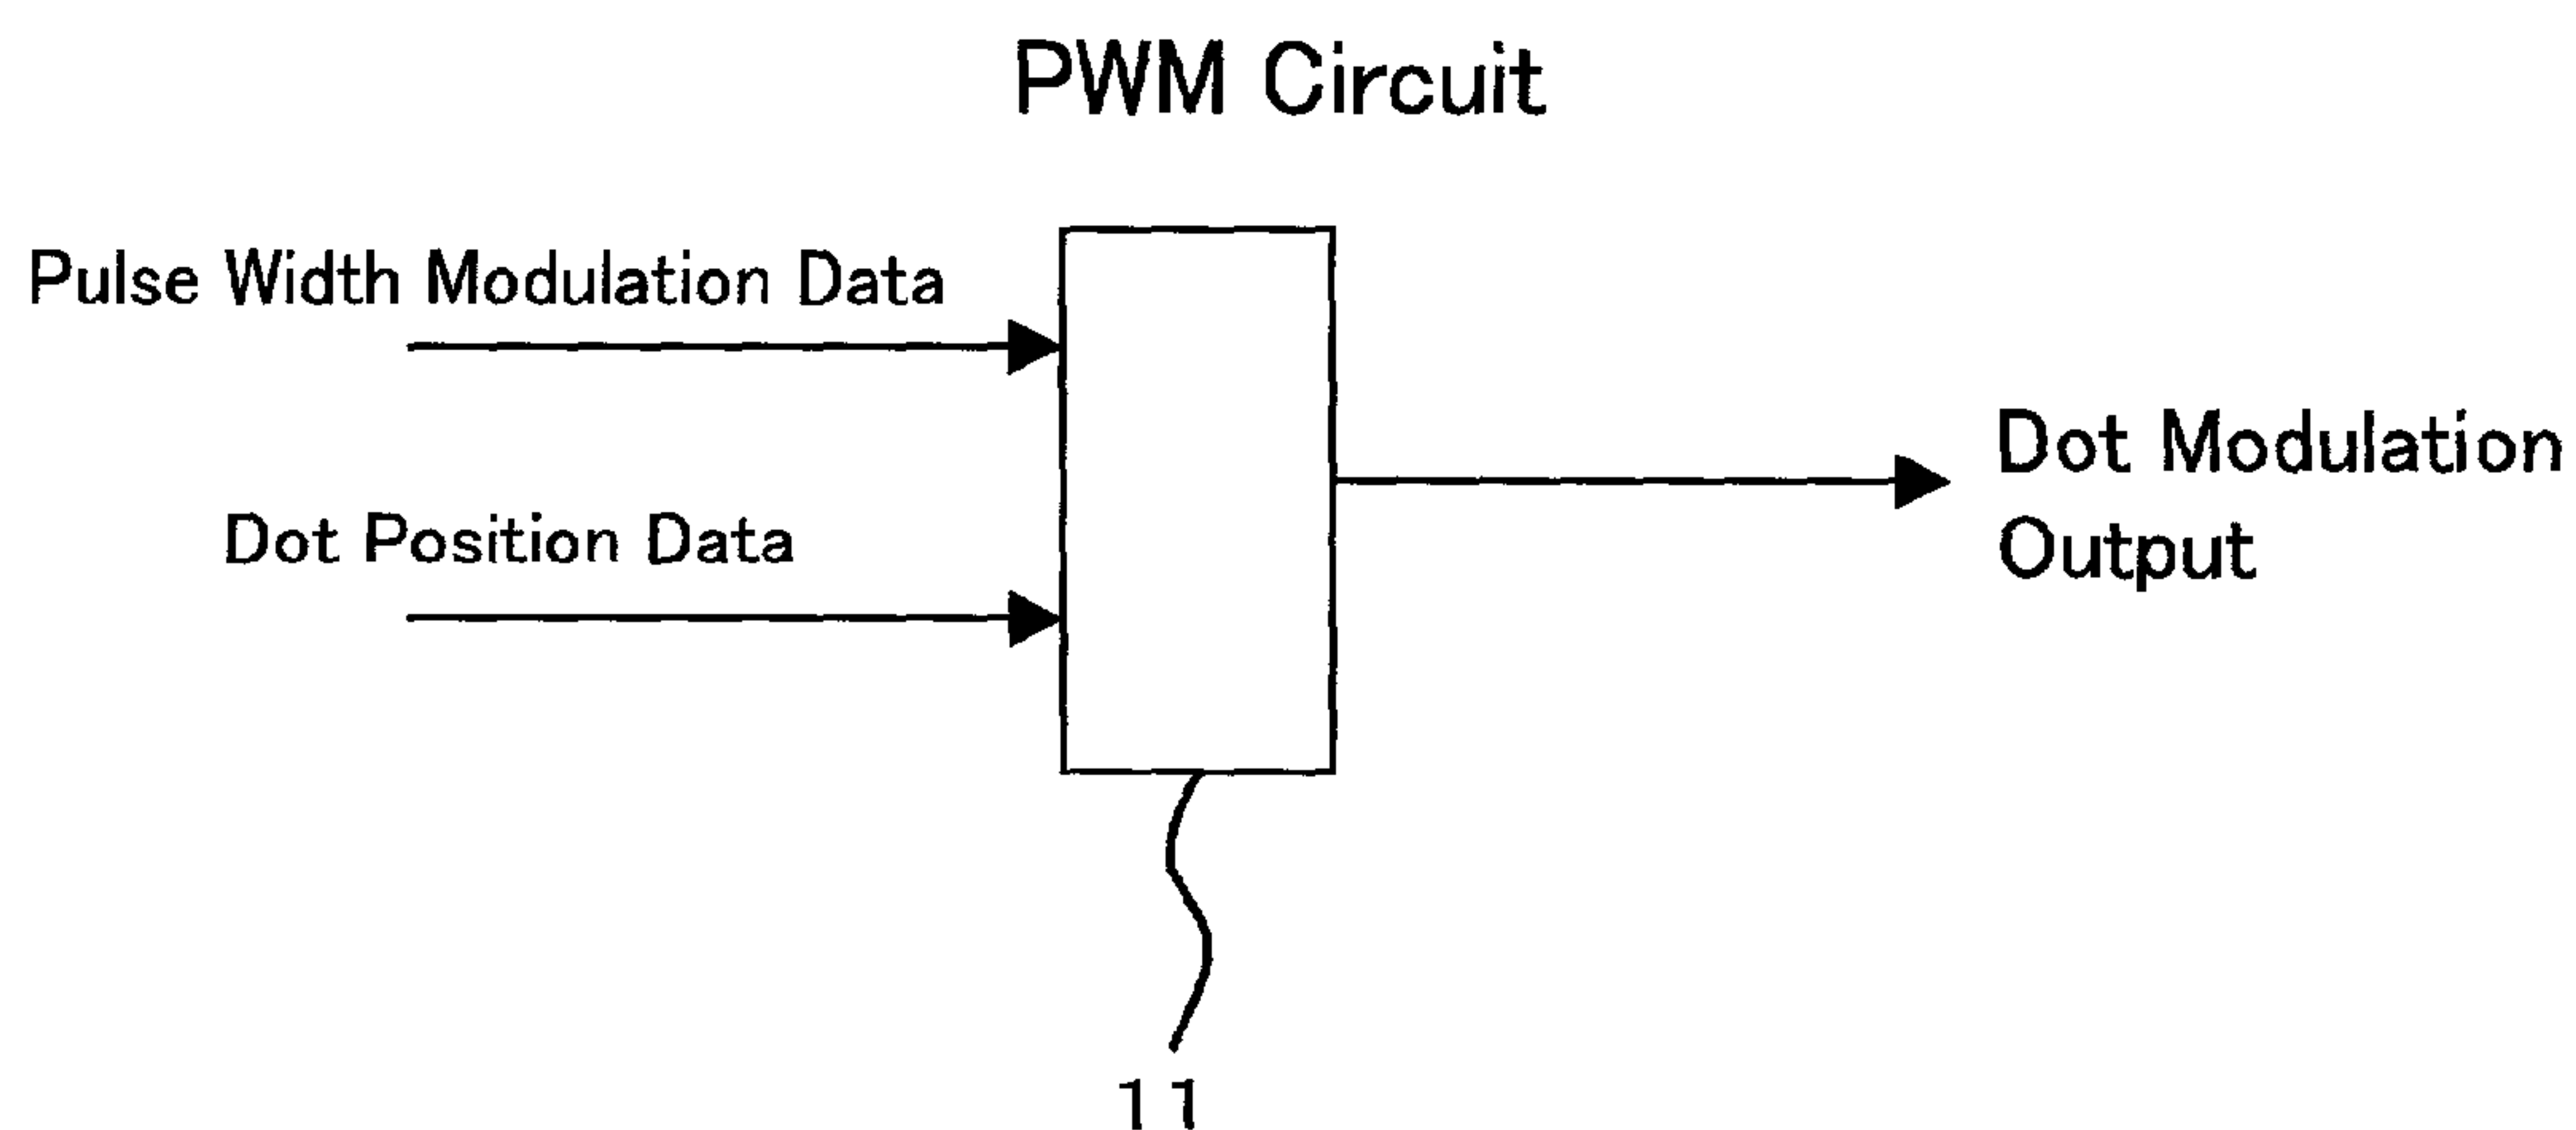 PWM Circuit
Pulse Width Modulation Data
Dot Position Data
Dot Modulation
Output
11